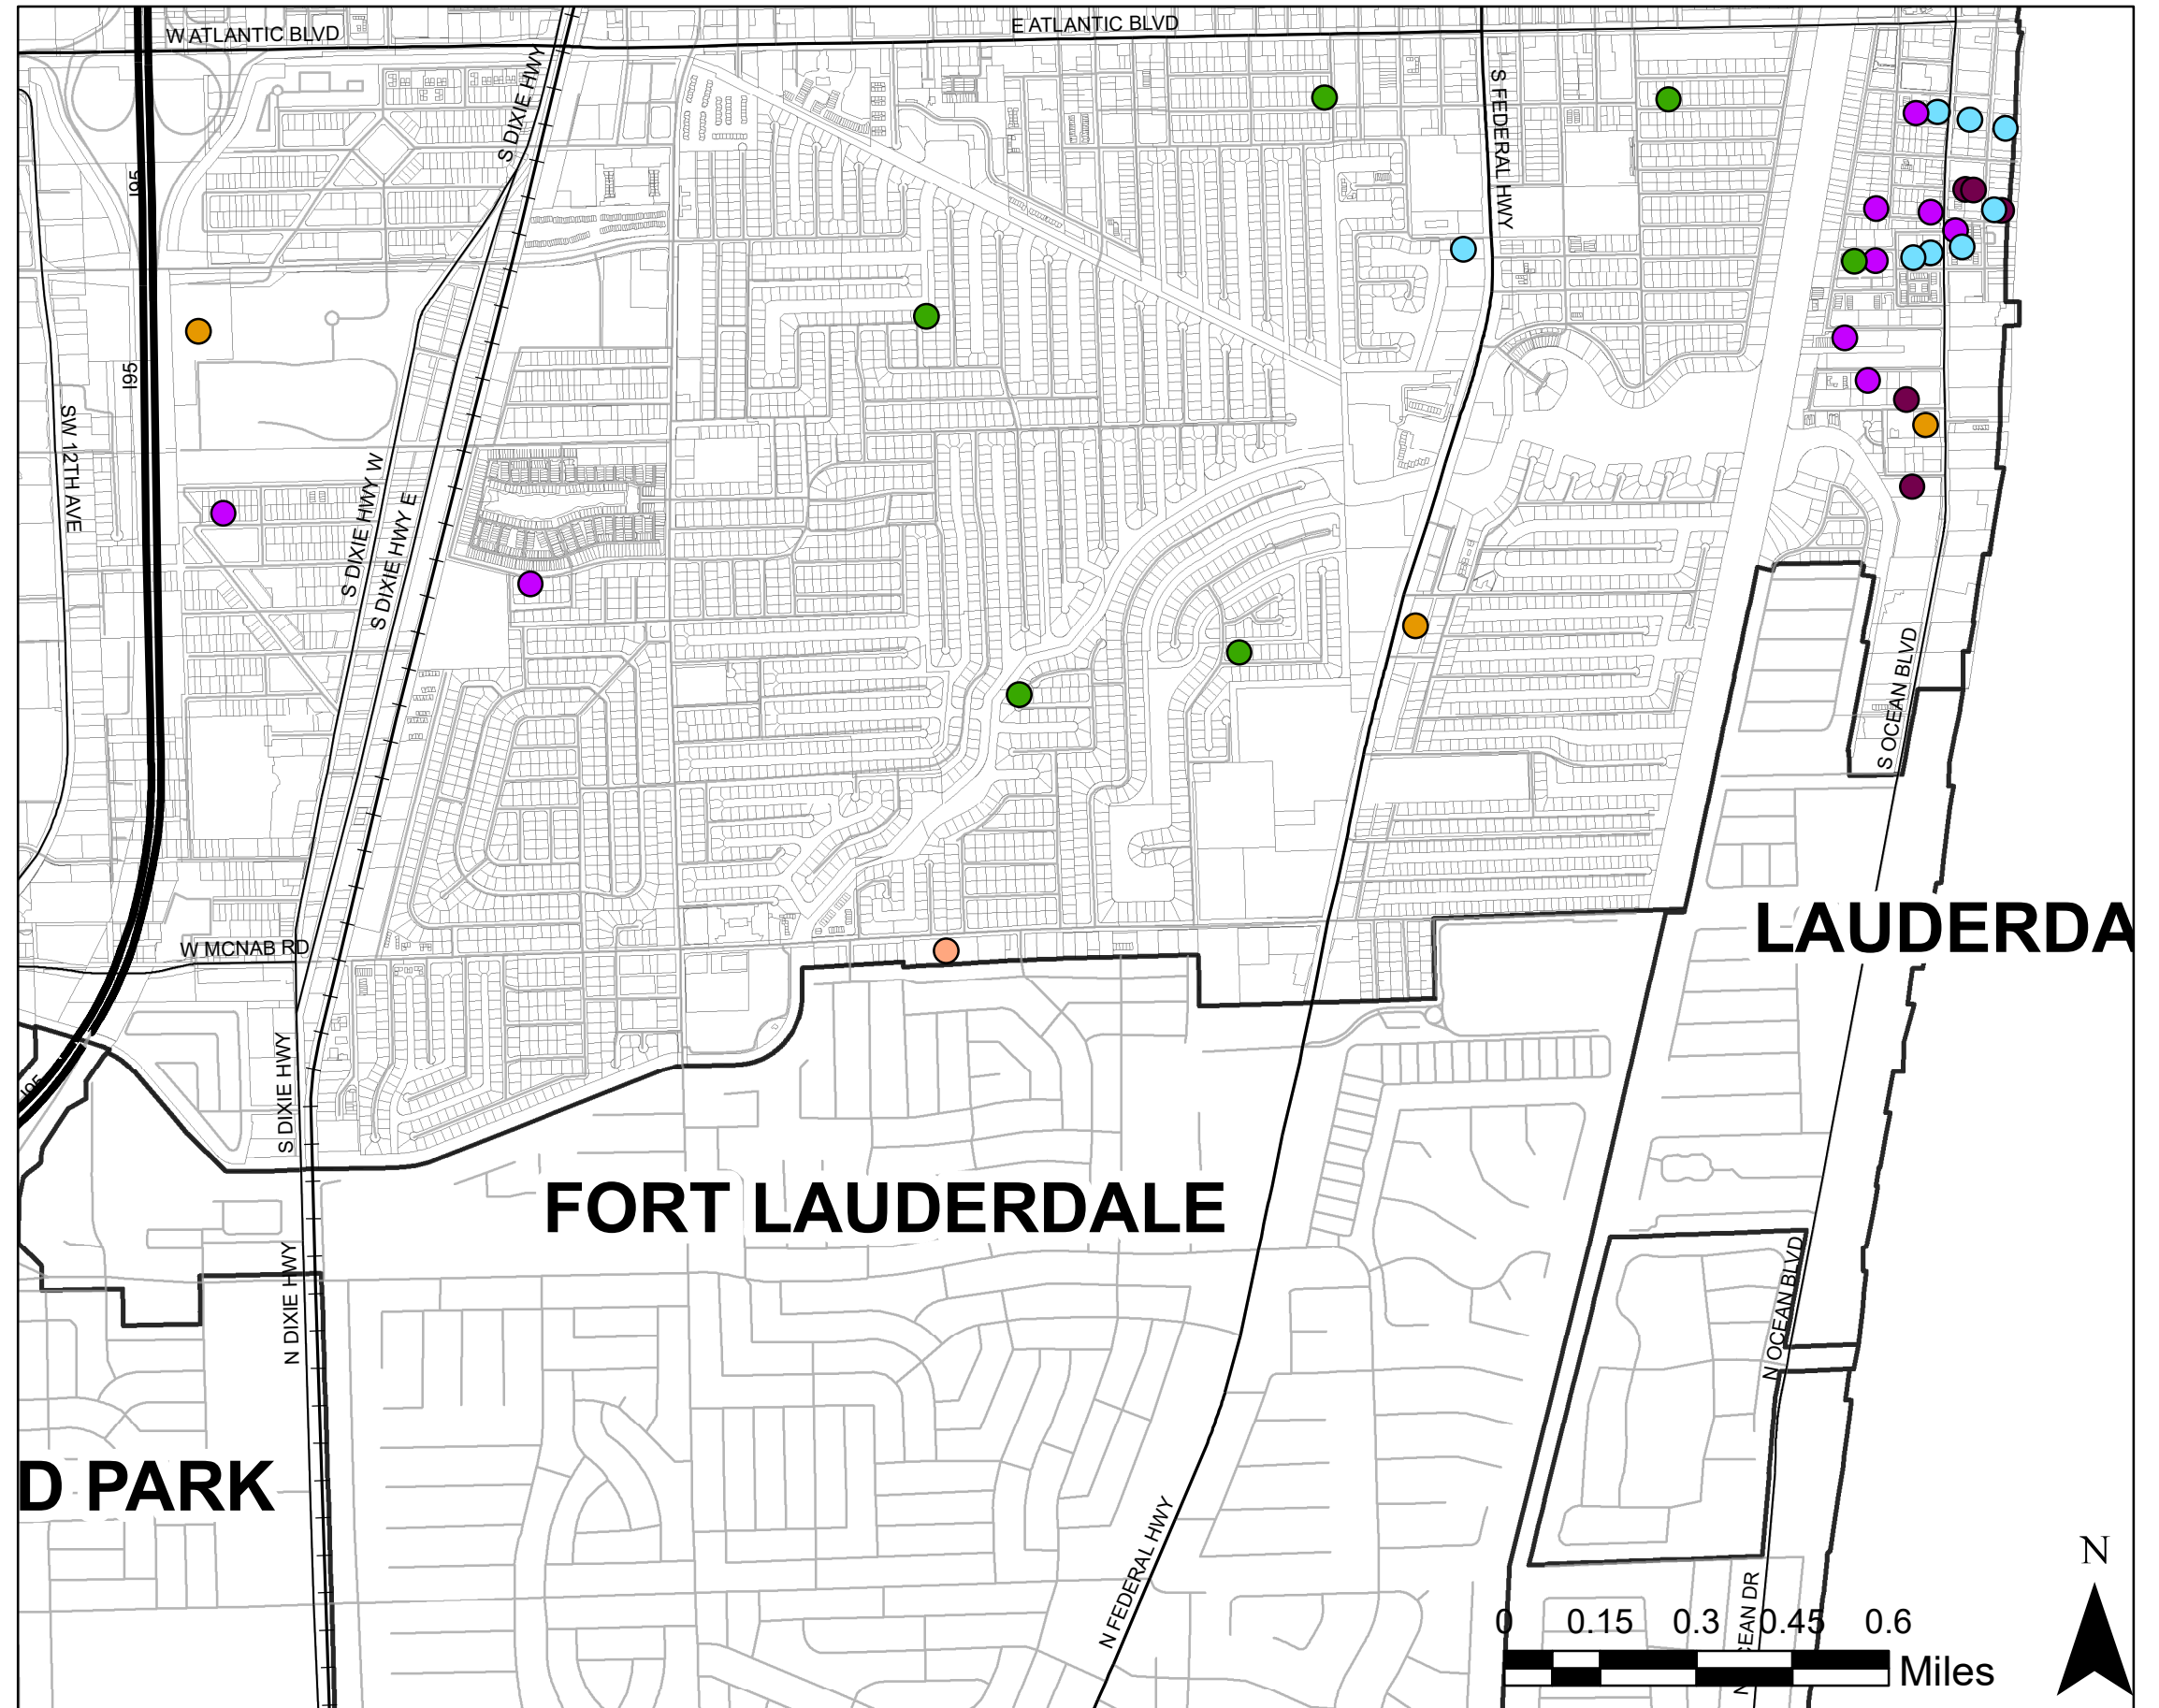 W ATLANTIC BLVD
E ATLANTIC BLVD
S DIXIE HWY
S FEDERAL HWY
I95
I95
SW 12TH AVE
S DIXIE HWY W
S DIXIE HWY E
S OCEAN BLVD
LAUDERDA
W MCNAB RD
S DIXIE HWY
I95
FORT LAUDERDALE
N DIXIE HWY
N OCEAN BLVD
D PARK
N FEDERAL HWY
N
0 0.15 0.3 0.45 0.6
Miles